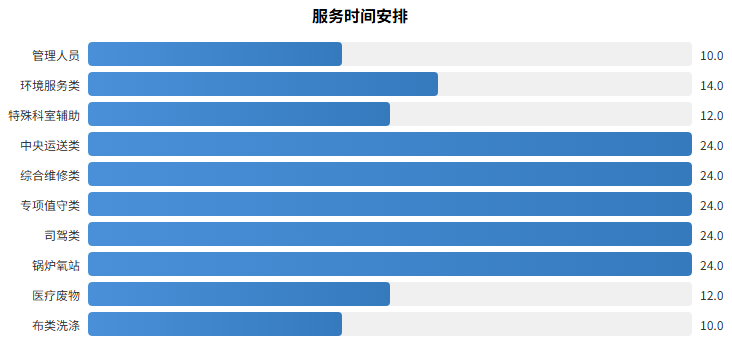 服务时间安排
管理人员 10.0
环境服务类 14.0
特殊科室辅助 12.0
中央运送类 24.0
综合维修类 24.0
专项值守类 24.0
司驾类 24.0
锅炉氧站 24.0
医疗废物 12.0
布类洗涤 10.0